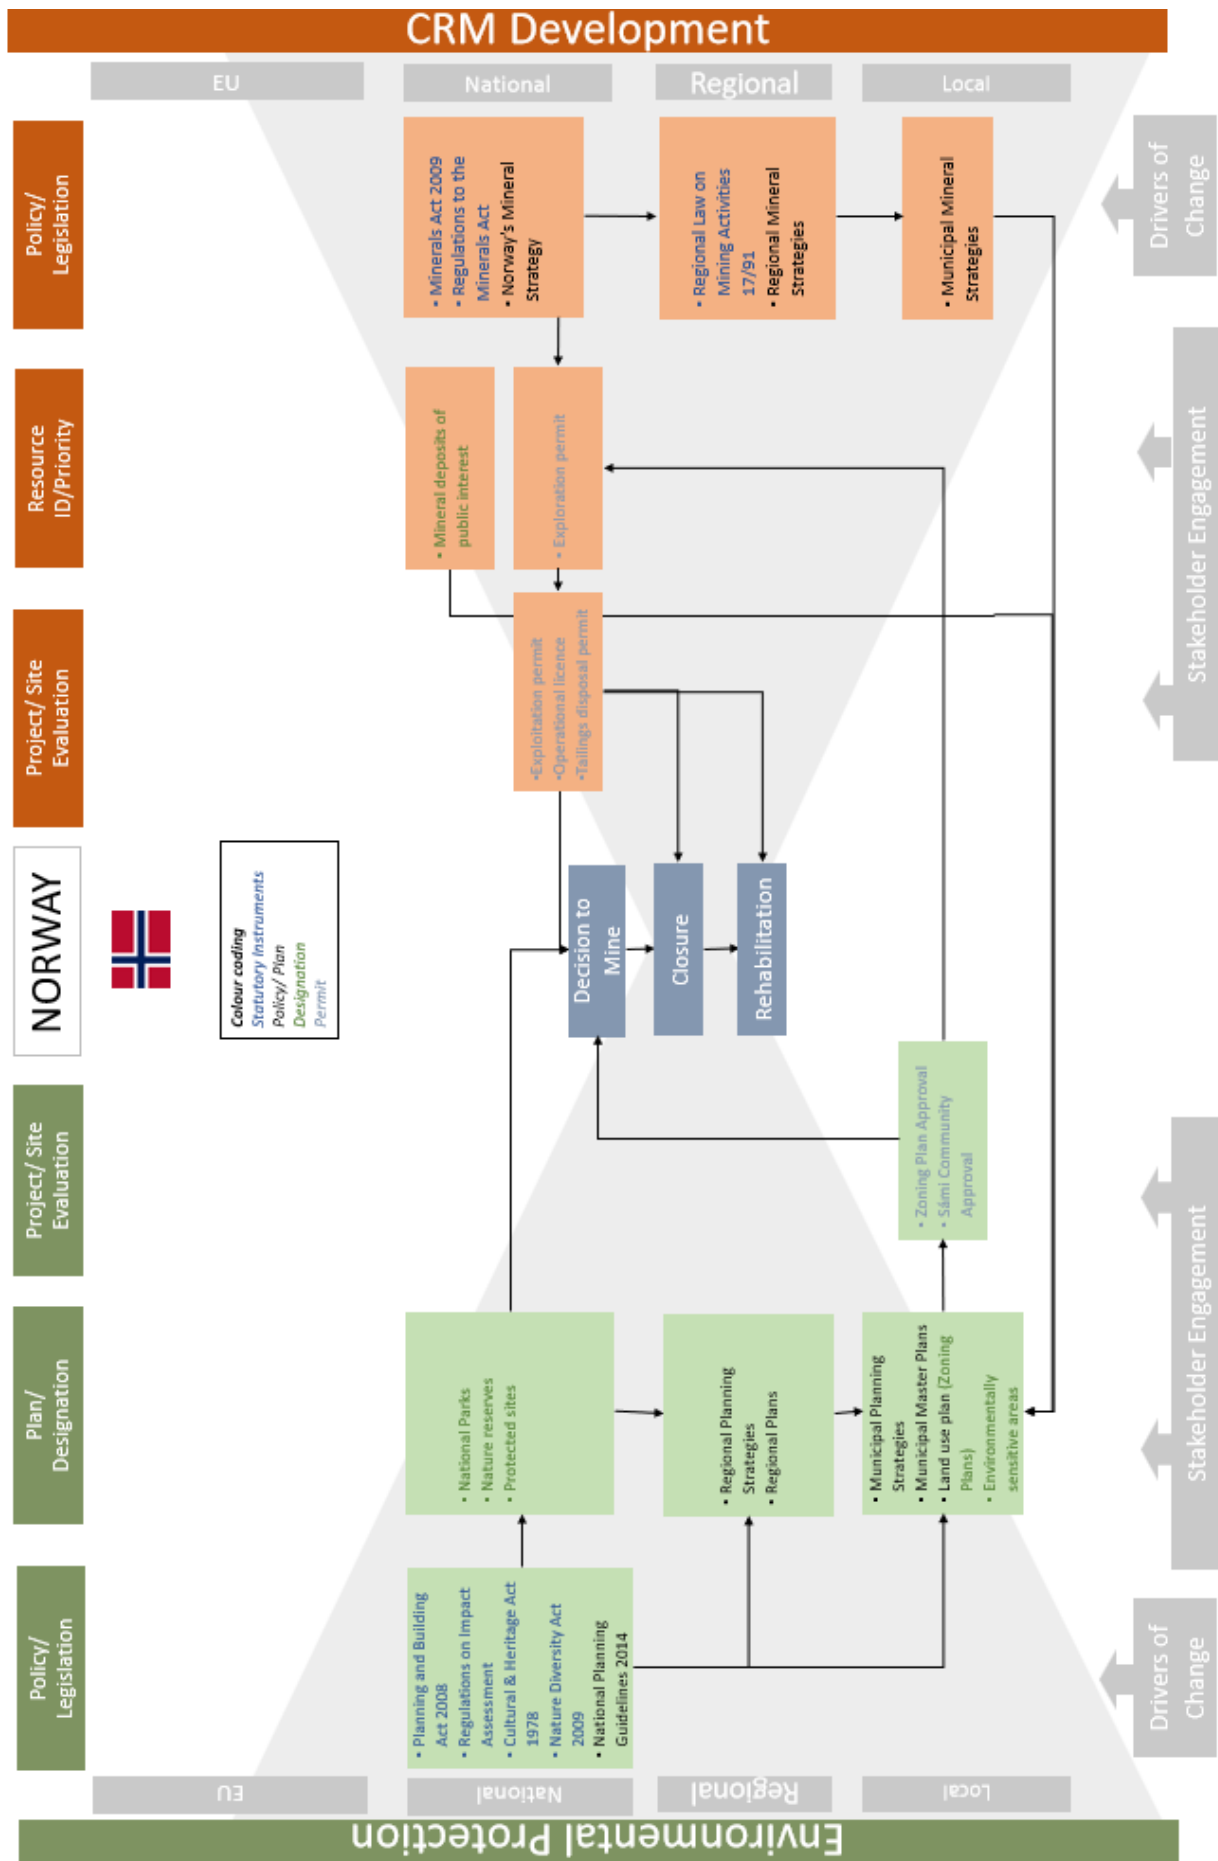 CRM Development
EU
National
Regional
Local
Policy/
Legislation
• Minerals Act 2009
• Regulations to the
Minerals Act
• Norway's Mineral
Strategy
• Regional Law on
Mining Activities
17/91
• Regional Mineral
Strategies
• Municipal Mineral
Strategies
Drivers of
Change
Resource
ID/Priority
• Mineral deposits of
public interest
• Exploration permit
Stakeholder Engagement
Project/ Site
Evaluation
•Exploitation permit
•Operational licence
•Tailings disposal permit
NORWAY
Colour coding
Statutory Instruments
Policy/ Plan
Designation
Permit
Decision to
Mine
Closure
Rehabilitation
Project/ Site
Evaluation
• Zoning Plan Approval
• Sámi Community
Approval
Plan/
Designation
• National Parks
• Nature reserves
• Protected sites
• Regional Planning
Strategies
• Regional Plans
• Municipal Planning
Strategies
• Municipal Master Plans
• Land use plan (Zoning
Plans)
• Environmentally
sensitive areas
Stakeholder Engagement
Policy/
Legislation
• Planning and Building
Act 2008
• Regulations on Impact
Assessment
• Cultural & Heritage Act
1978
• Nature Diversity Act
2009
• National Planning
Guidelines 2014
Drivers of
Change
EU
National
Regional
Local
Environmental Protection